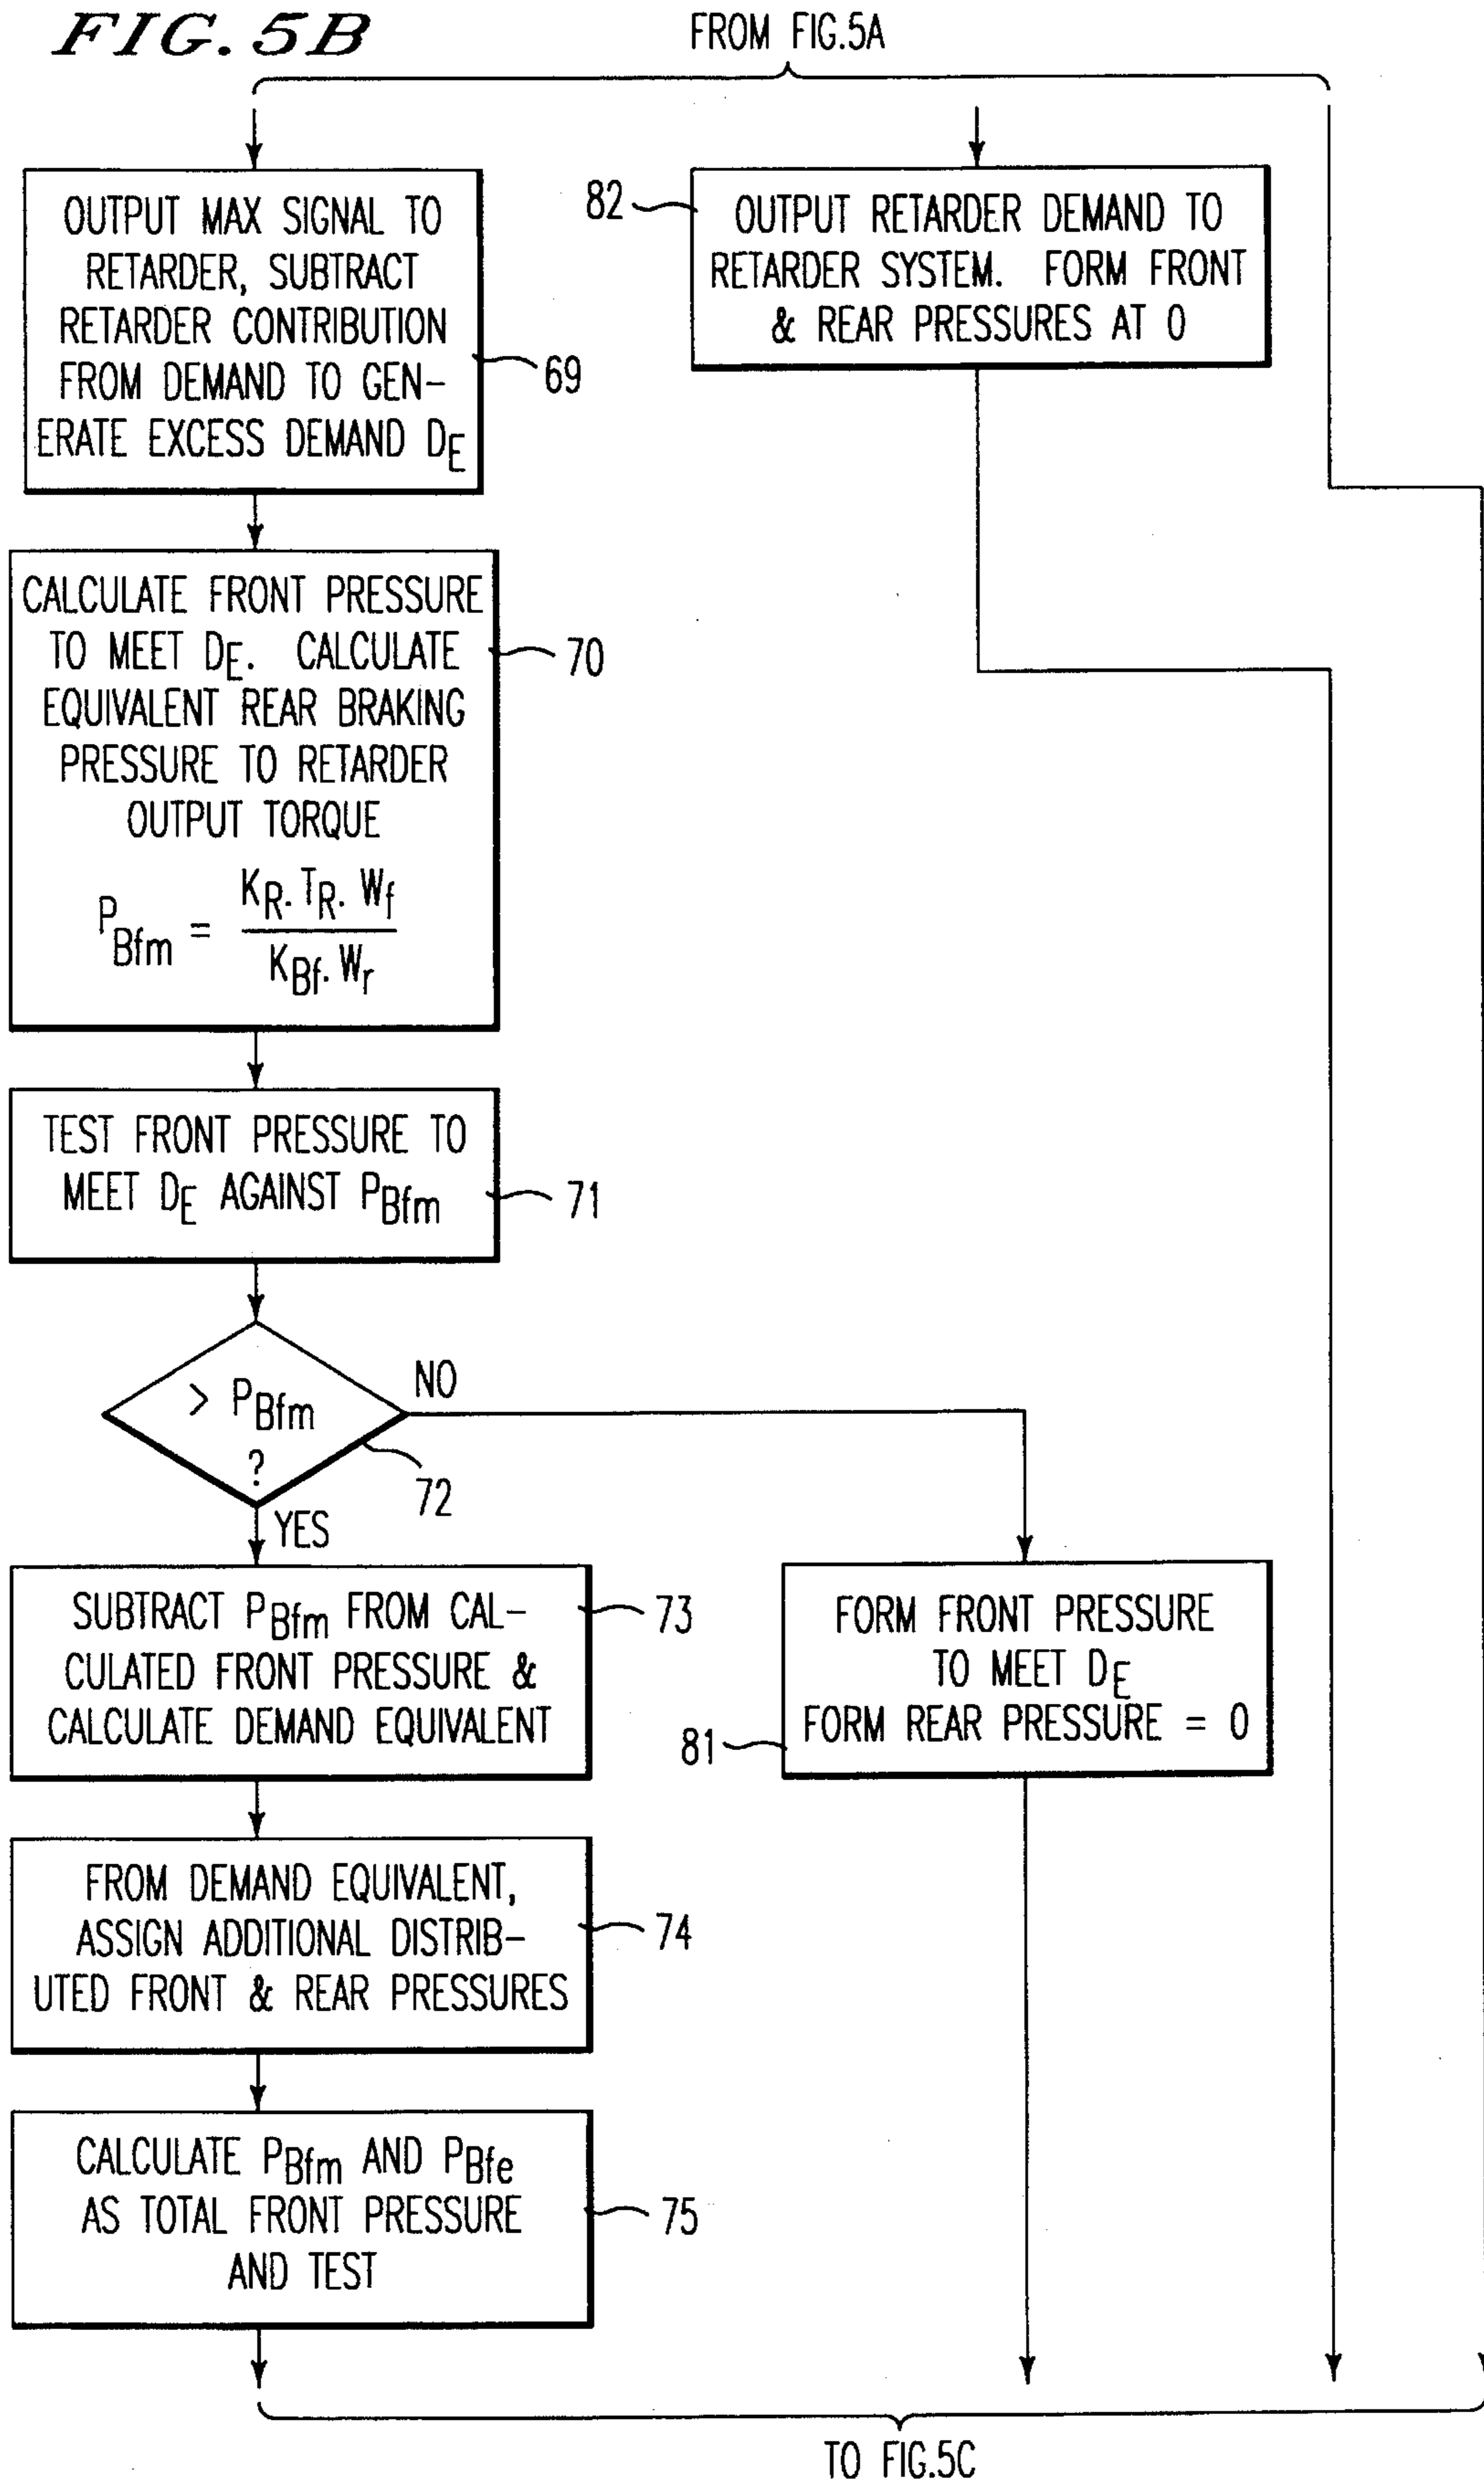 FIG. 5B
FROM FIG.5A
OUTPUT MAX SIGNAL TO
RETARDER, SUBTRACT
RETARDER CONTRIBUTION
FROM DEMAND TO GEN-
ERATE EXCESS DEMAND DE
69
82
OUTPUT RETARDER DEMAND TO
RETARDER SYSTEM. FORM FRONT
& REAR PRESSURES AT 0
CALCULATE FRONT PRESSURE
TO MEET DE. CALCULATE
EQUIVALENT REAR BRAKING
PRESSURE TO RETARDER
OUTPUT TORQUE
PBfm = KR. TR. Wf
KBf. Wr
70
TEST FRONT PRESSURE TO
MEET DE AGAINST PBfm
71
> PBfm
?
72
NO
YES
SUBTRACT PBfm FROM CAL-
CULATED FRONT PRESSURE &
CALCULATE DEMAND EQUIVALENT
73
FORM FRONT PRESSURE
TO MEET DE
FORM REAR PRESSURE = 0
81
FROM DEMAND EQUIVALENT,
ASSIGN ADDITIONAL DISTRIB-
UTED FRONT & REAR PRESSURES
74
CALCULATE PBfm AND PBfe
AS TOTAL FRONT PRESSURE
AND TEST
75
TO FIG.5C